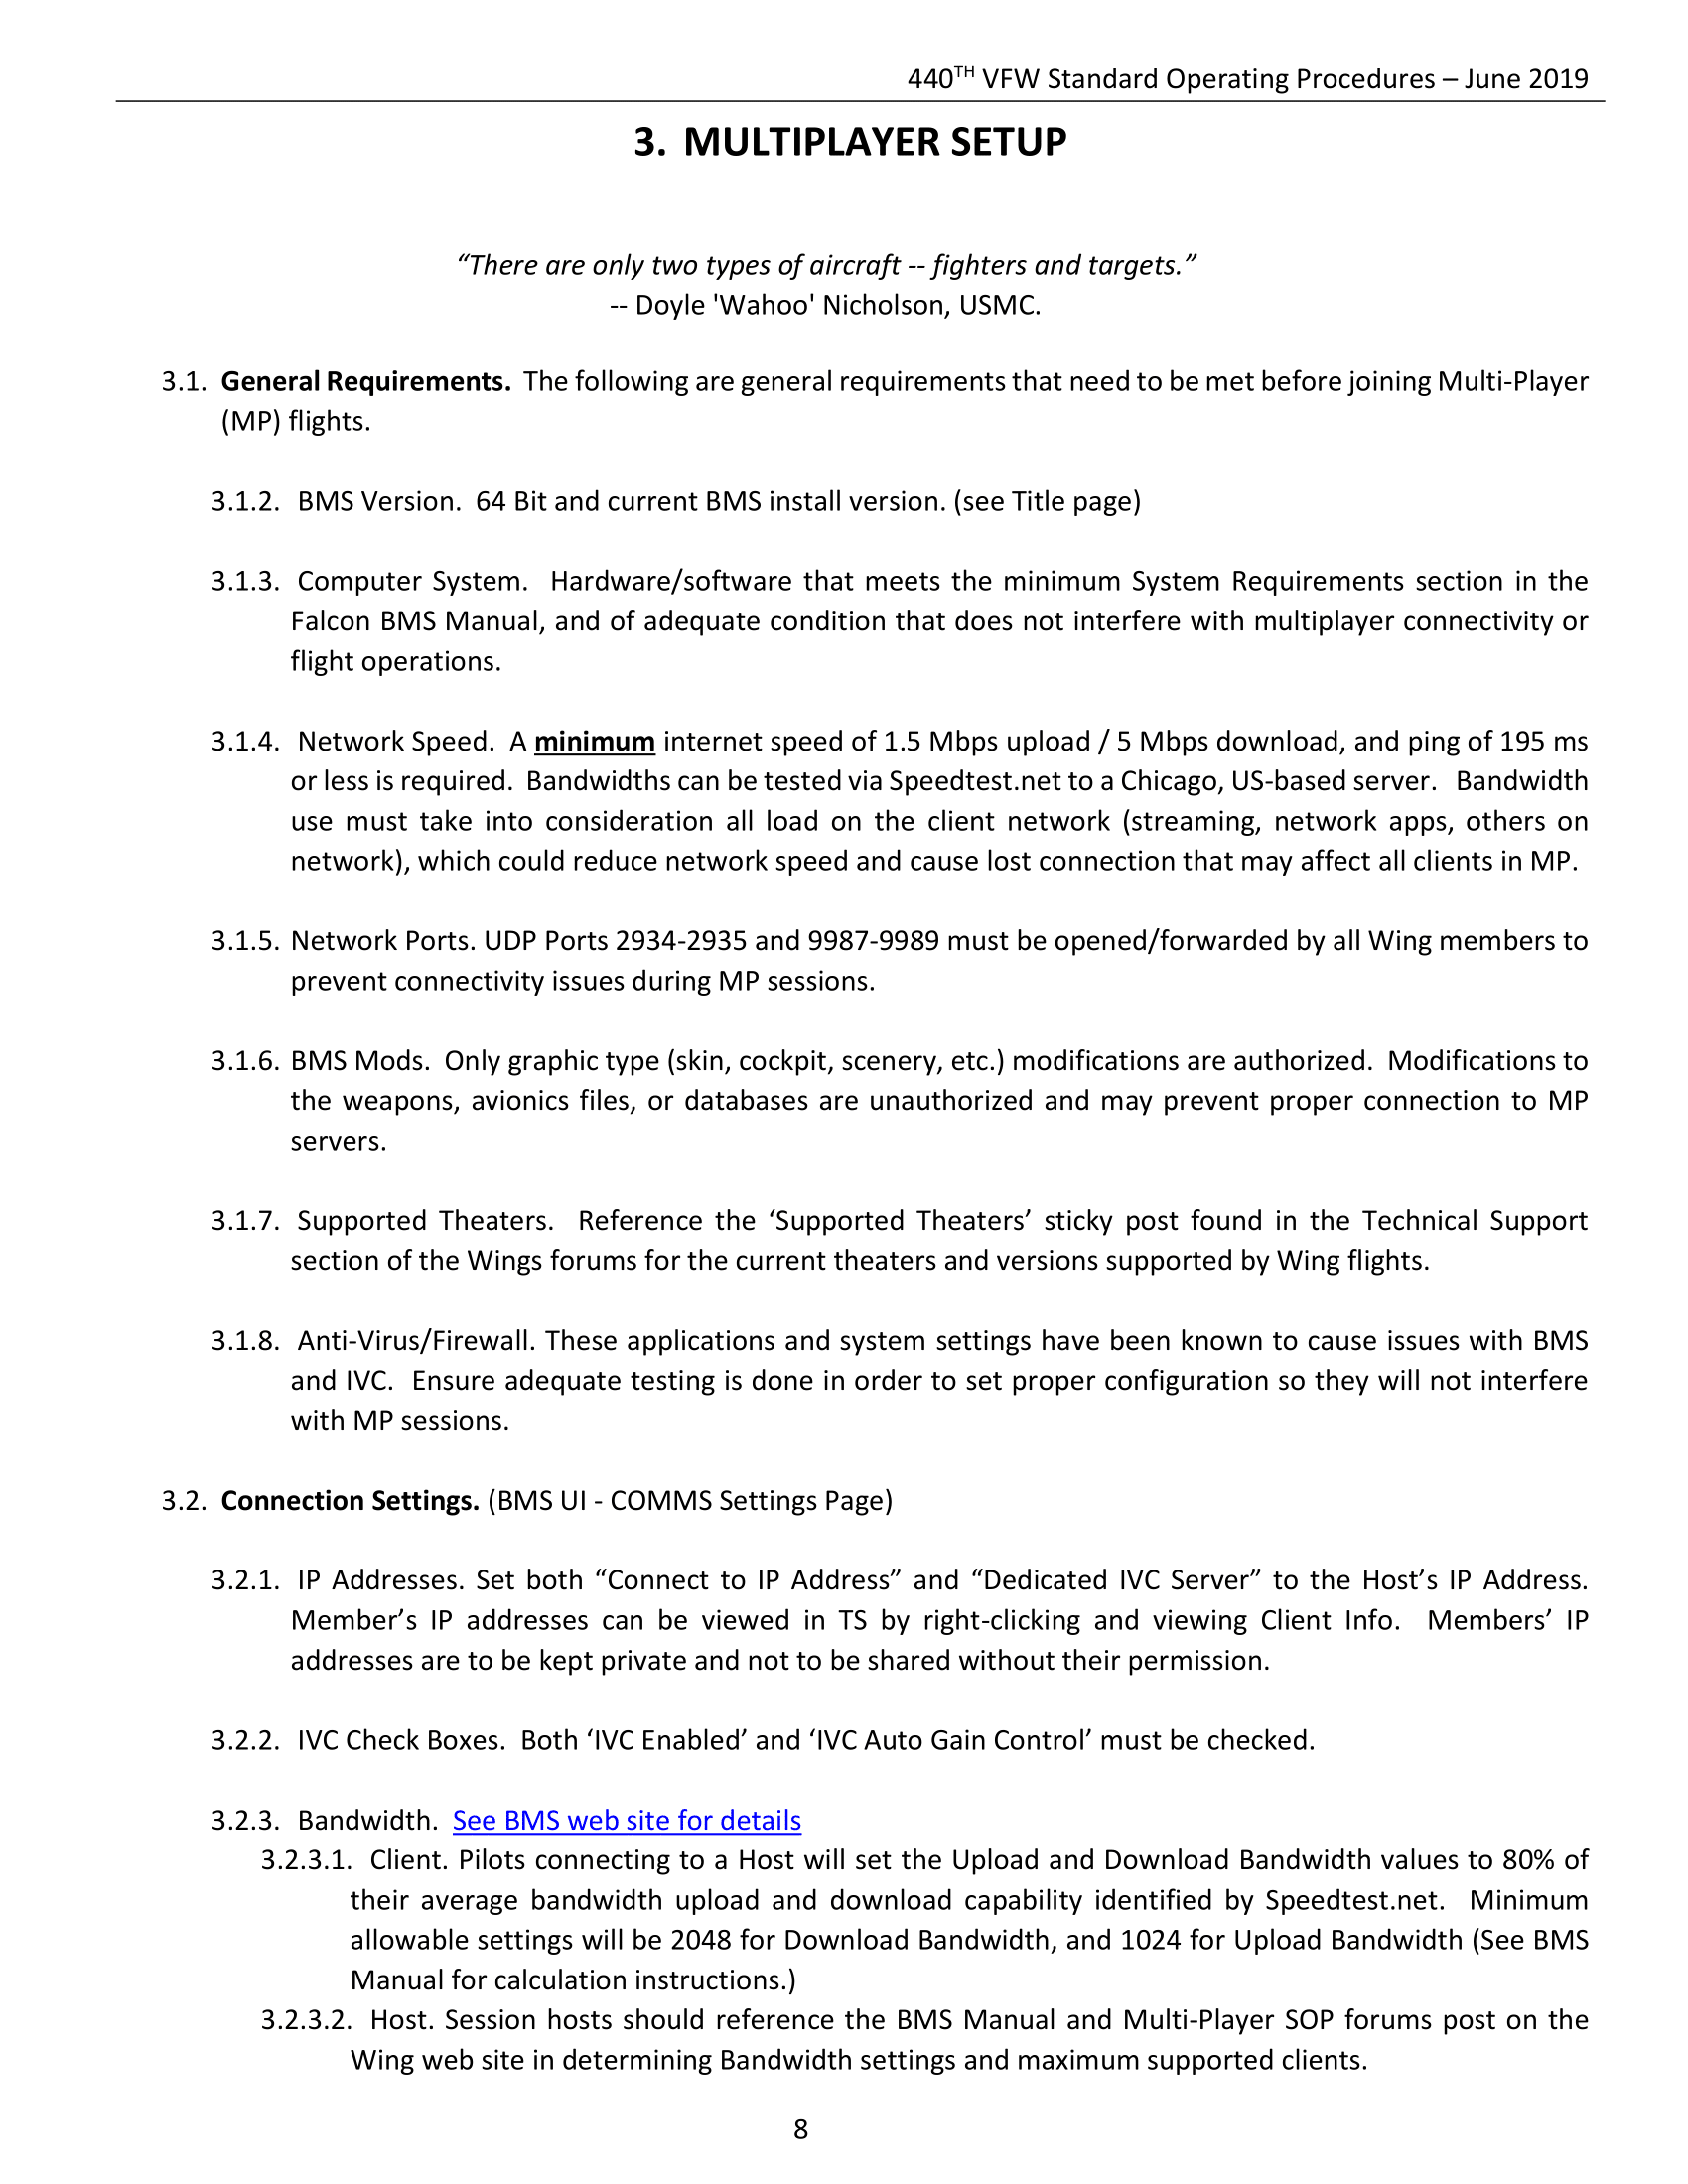 440TH VFW Standard Operating Procedures – June 2019
3. MULTIPLAYER SETUP
“There are only two types of aircraft -- fighters and targets.”
-- Doyle 'Wahoo' Nicholson, USMC.
3.1. General Requirements. The following are general requirements that need to be met before joining Multi-Player
(MP) flights.
3.1.2. BMS Version. 64 Bit and current BMS install version. (see Title page)
3.1.3. Computer System. Hardware/software that meets the minimum System Requirements section in the
Falcon BMS Manual, and of adequate condition that does not interfere with multiplayer connectivity or
flight operations.
3.1.4. Network Speed. A minimum internet speed of 1.5 Mbps upload / 5 Mbps download, and ping of 195 ms
or less is required. Bandwidths can be tested via Speedtest.net to a Chicago, US-based server. Bandwidth
use must take into consideration all load on the client network (streaming, network apps, others on
network), which could reduce network speed and cause lost connection that may affect all clients in MP.
3.1.5. Network Ports. UDP Ports 2934-2935 and 9987-9989 must be opened/forwarded by all Wing members to
prevent connectivity issues during MP sessions.
3.1.6. BMS Mods. Only graphic type (skin, cockpit, scenery, etc.) modifications are authorized. Modifications to
the weapons, avionics files, or databases are unauthorized and may prevent proper connection to MP
servers.
3.1.7. Supported Theaters. Reference the ‘Supported Theaters’ sticky post found in the Technical Support
section of the Wings forums for the current theaters and versions supported by Wing flights.
3.1.8. Anti-Virus/Firewall. These applications and system settings have been known to cause issues with BMS
and IVC. Ensure adequate testing is done in order to set proper configuration so they will not interfere
with MP sessions.
3.2. Connection Settings. (BMS UI - COMMS Settings Page)
3.2.1. IP Addresses. Set both “Connect to IP Address” and “Dedicated IVC Server” to the Host’s IP Address.
Member’s IP addresses can be viewed in TS by right-clicking and viewing Client Info. Members’ IP
addresses are to be kept private and not to be shared without their permission.
3.2.2. IVC Check Boxes. Both ‘IVC Enabled’ and ‘IVC Auto Gain Control’ must be checked.
3.2.3. Bandwidth. See BMS web site for details
3.2.3.1. Client. Pilots connecting to a Host will set the Upload and Download Bandwidth values to 80% of
their average bandwidth upload and download capability identified by Speedtest.net. Minimum
allowable settings will be 2048 for Download Bandwidth, and 1024 for Upload Bandwidth (See BMS
Manual for calculation instructions.)
3.2.3.2. Host. Session hosts should reference the BMS Manual and Multi-Player SOP forums post on the
Wing web site in determining Bandwidth settings and maximum supported clients.
8